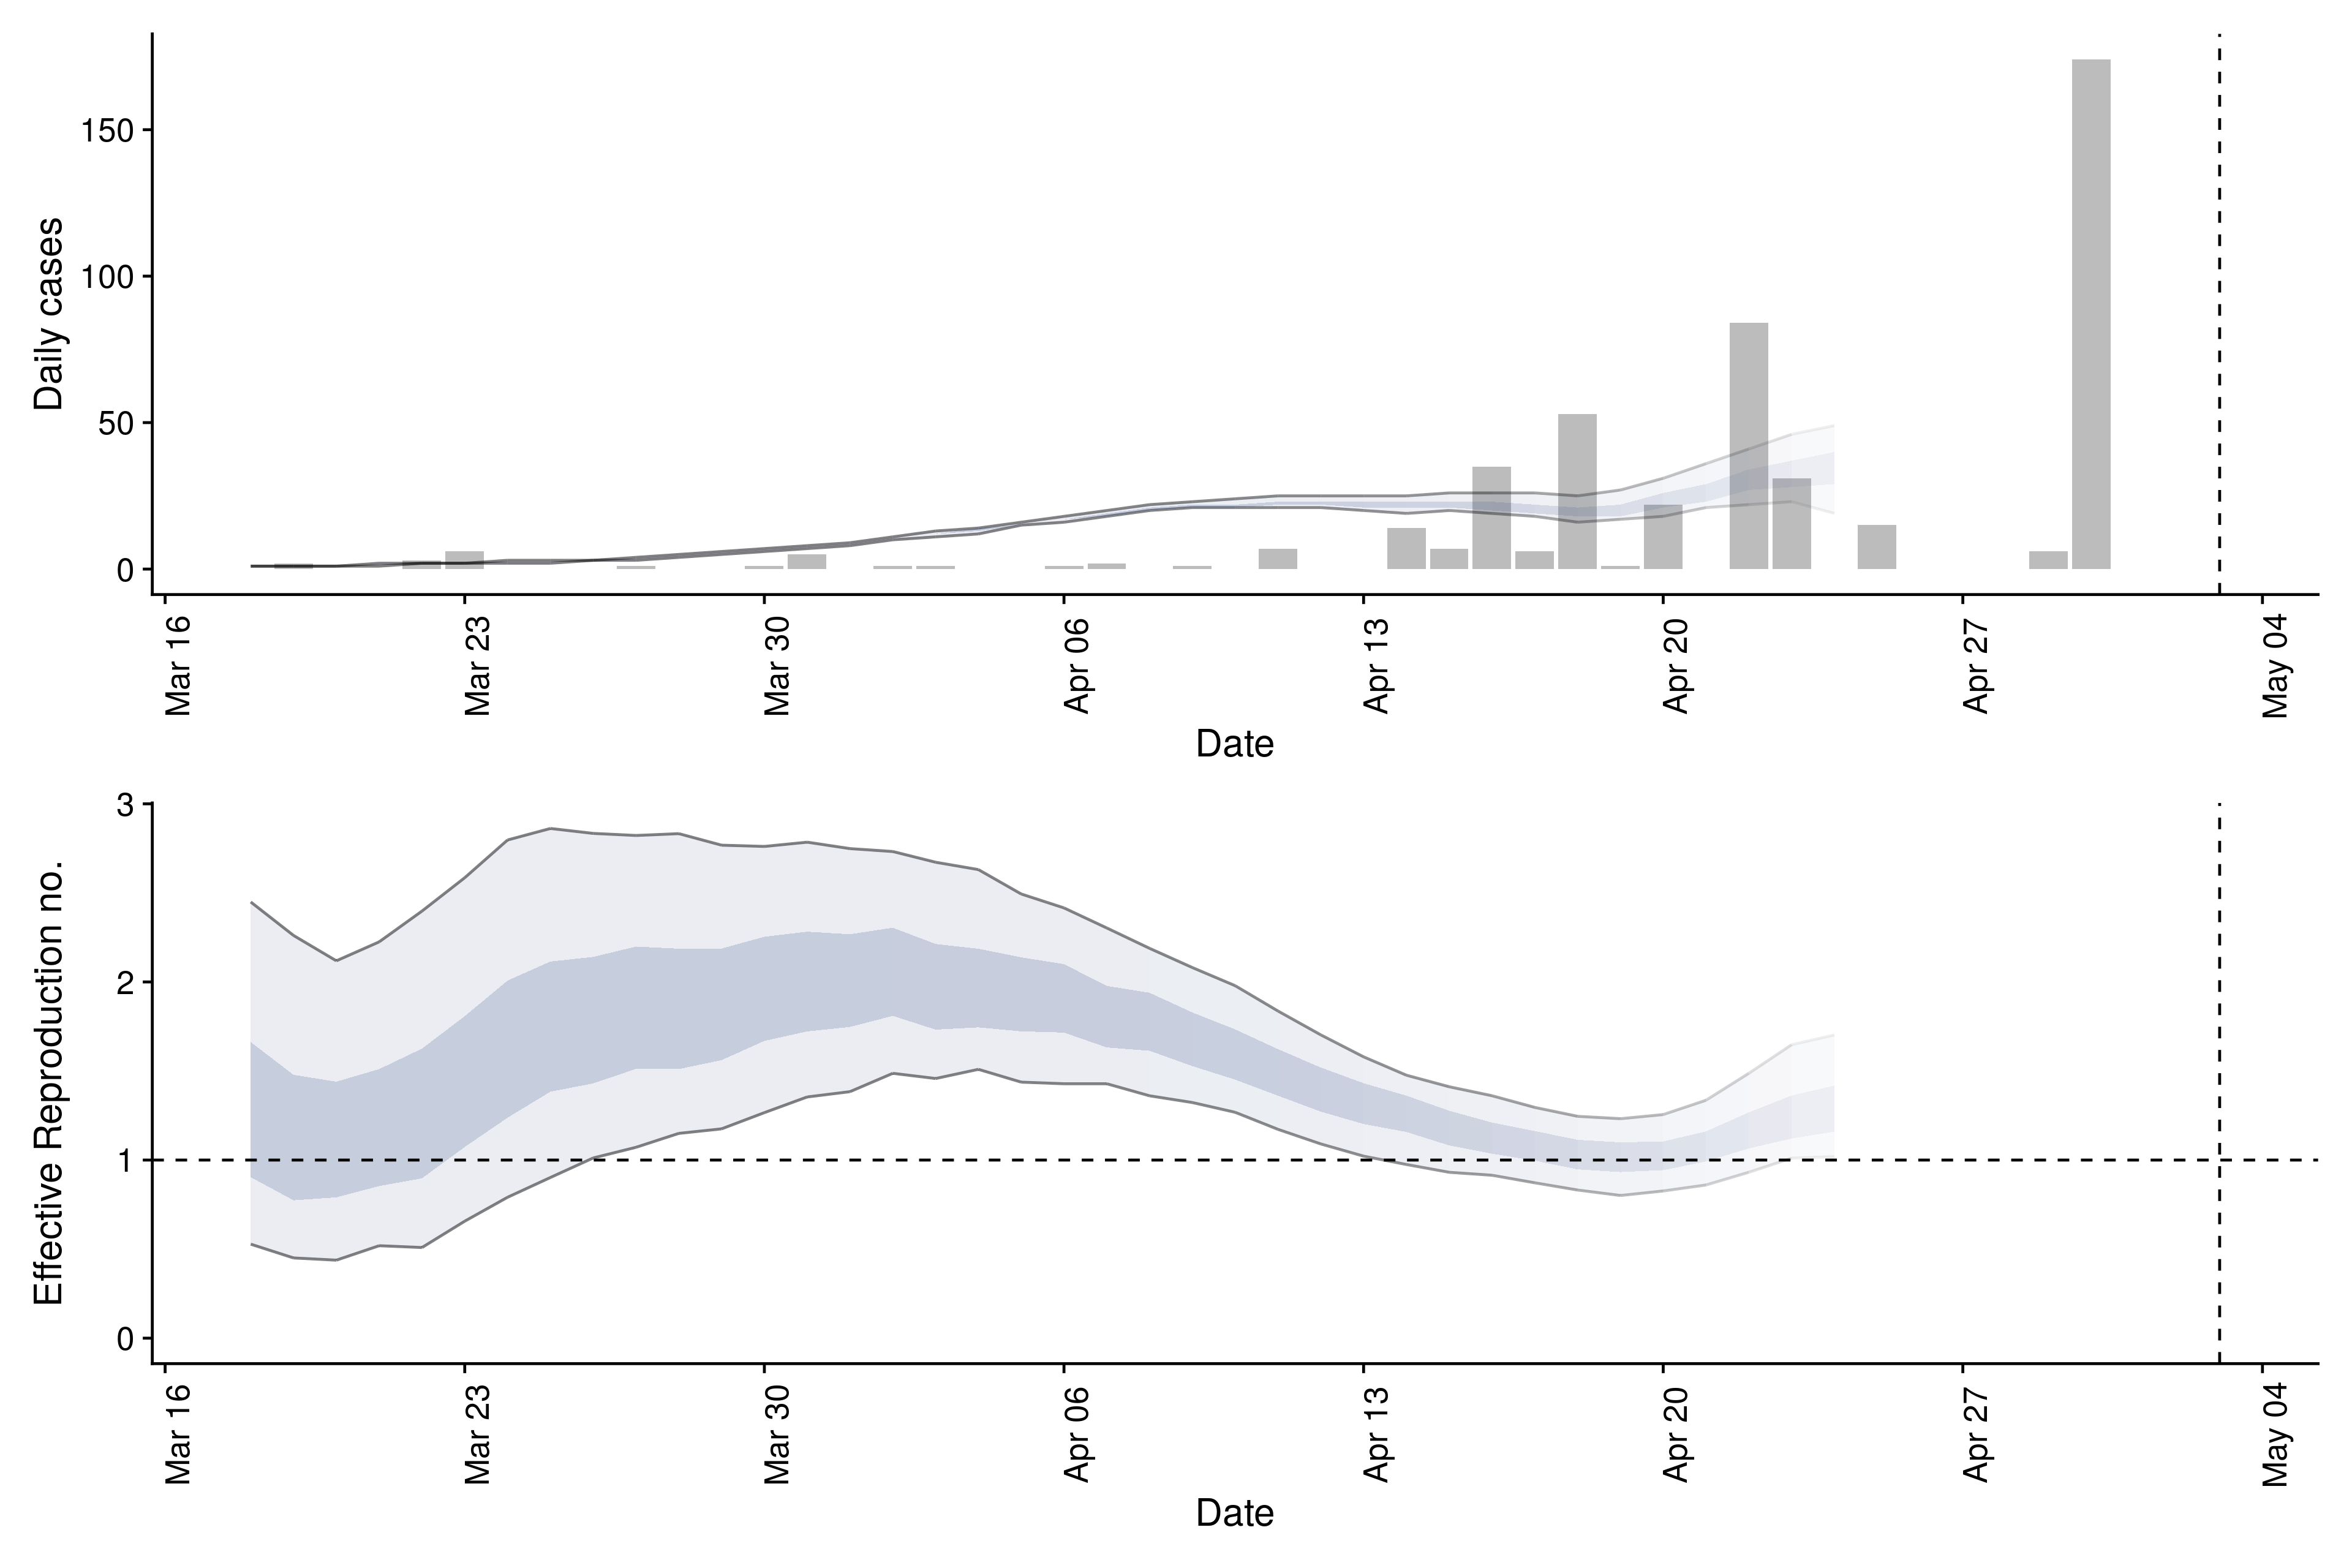 Daily cases
150
100
50
0
Mar 16
Mar 23
Mar 30
Apr 06
Apr 13
Apr 20
Apr 27
May 04
Date
Effective Reproduction no.
3
2
1
0
Mar 16
Mar 23
Mar 30
Apr 06
Apr 13
Apr 20
Apr 27
May 04
Date